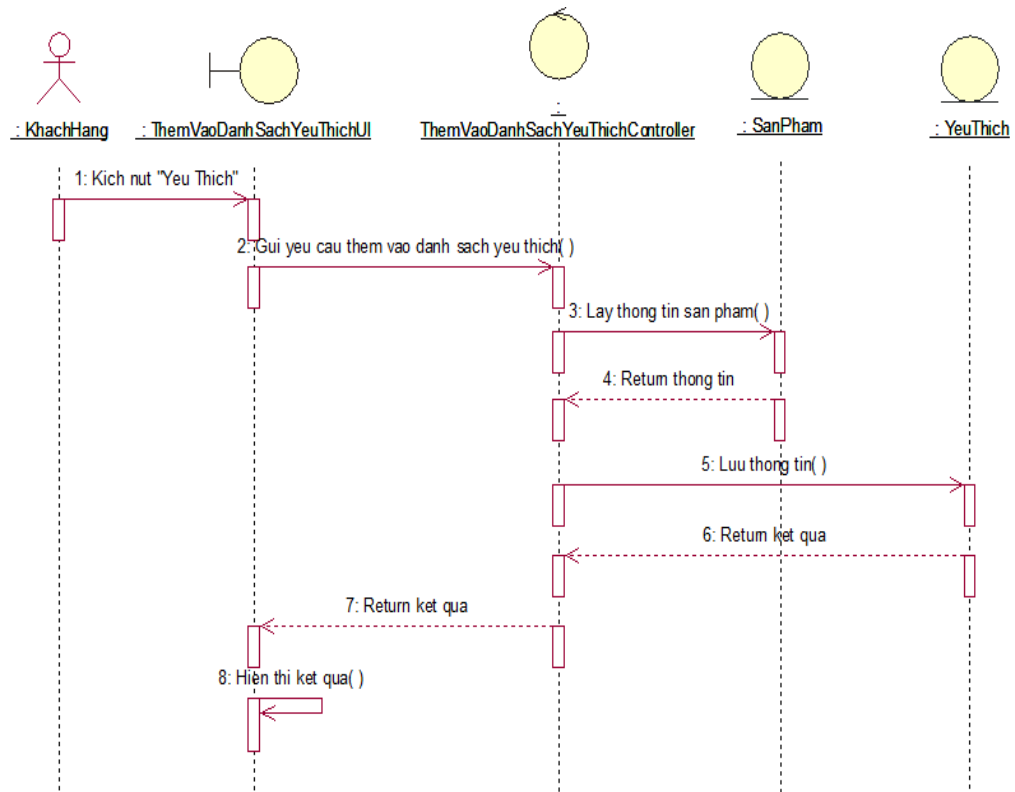 : KhachHang
: ThemVaoDanhSachYeuThichUI
:
ThemVaoDanhSachYeuThichController
: SanPham
: YeuThich
1: Kich nut "Yeu Thich"
2: Gui yeu cau them vao danh sach yeu thich( )
3: Lay thong tin san pham( )
4: Return thong tin
5: Luu thong tin( )
6: Return ket qua
7: Return ket qua
8: Hien thi ket qua( )